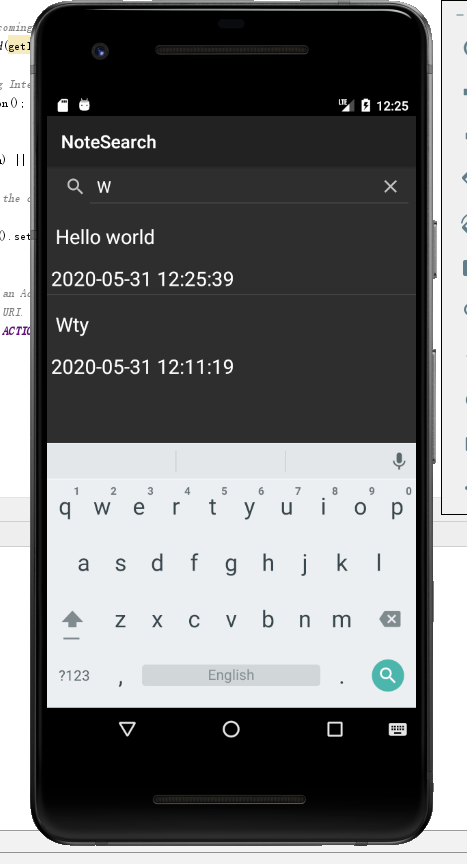 LTE 12:25
NoteSearch
W
Hello world
2020-05-31 12:25:39
Wty
2020-05-31 12:11:19
1 2 3 4 5 6 7 8 9 0
q w e r t y u i o p
a s d f g h j k l
z x c v b n m
?123 , English .
oming
d(get
g Inte
on();
) ||
the
().set
an Ac
URI.
ACTIO